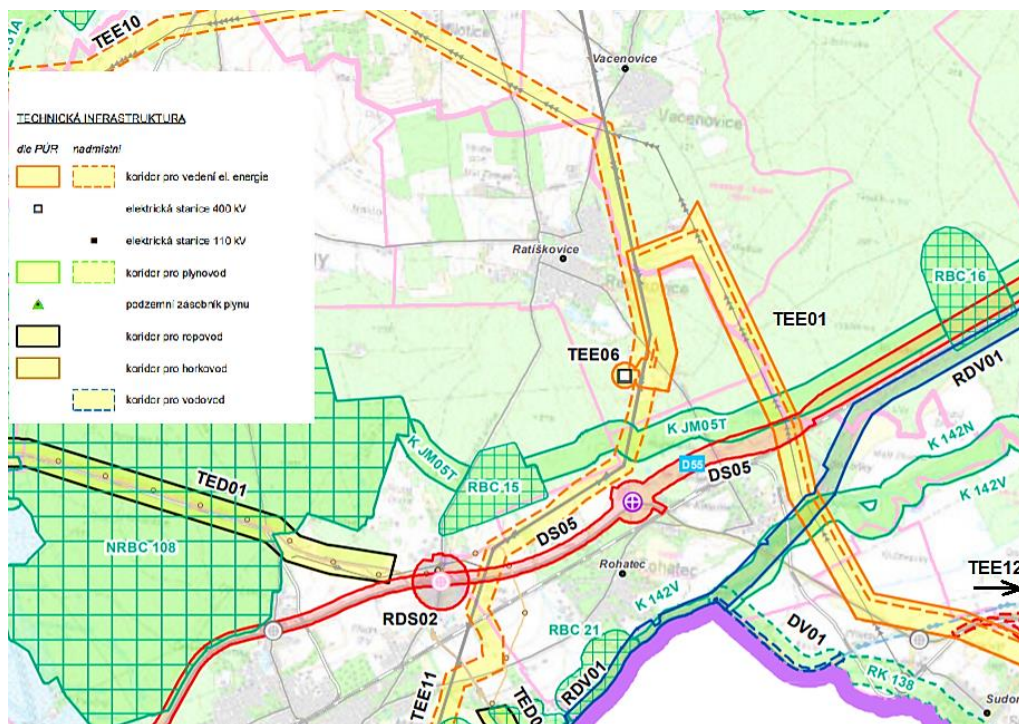 TEE10
Vacenovice
Vacenovice
TECHNICKÁ INFRASTRUKTURA
dle PÚR nadmístní
koridor pro vedení el. energie
elektrická stanice 400 kV
elektrická stanice 110 kV
koridor pro plynovod
podzemní zásobník plynu
koridor pro ropovod
koridor pro horkovod
koridor pro vodovod
Ratíškovice
RBC 16
TEE01
TEE06
RDV01
K JM05T
K JM05T
D55
DS05
K 142N
K 142V
RBC 15
TED01
DS05
NRBC 108
Rohatec
TEE12
K 142V
RDS02
RBC 21
DV01
RDV01
TEE11
RK 138